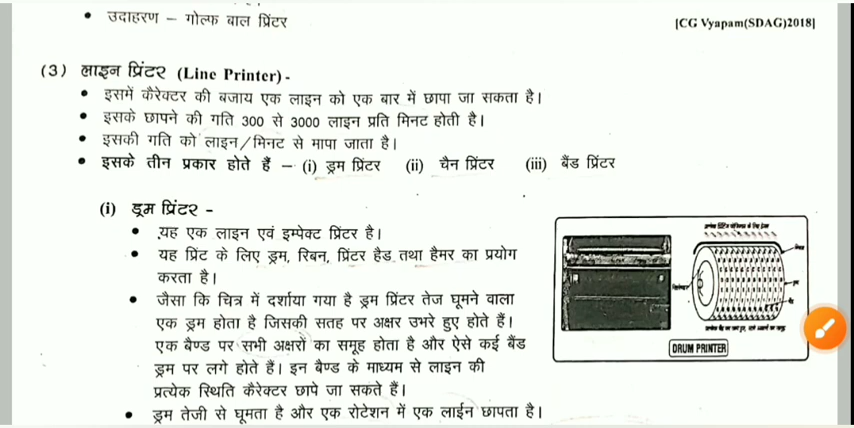 • उदाहरण – गोल्फ बाल प्रिंटर
[CG Vyapam(SDAG)2018]
(3) लाइन प्रिंटर (Line Printer) -
• इसमें कैरेक्टर की बजाय एक लाइन को एक बार में छापा जा सकता है।
• इसके छापने की गति 300 से 3000 लाइन प्रति मिनट होती है।
• इसकी गति को लाइन/मिनट से मापा जाता है।
• इसके तीन प्रकार होते हैं – (i) ड्रम प्रिंटर (ii) चैन प्रिंटर (iii) बैंड प्रिंटर
(i) ड्रम प्रिंटर -
• यह एक लाइन एवं इम्पेक्ट प्रिंटर है।
• यह प्रिंट के लिए ड्रम, रिबन, प्रिंटर हैड तथा हैमर का प्रयोग
करता है।
• जैसा कि चित्र में दर्शाया गया है ड्रम प्रिंटर तेज घूमने वाला
एक ड्रम होता है जिसकी सतह पर अक्षर उभरे हुए होते हैं।
एक बैण्ड पर सभी अक्षरों का समूह होता है और ऐसे कई बैंड
ड्रम पर लगे होते हैं। इन बैण्ड के माध्यम से लाइन की
प्रत्येक स्थिति कैरेक्टर छापे जा सकते हैं।
• ड्रम तेजी से घूमता है और एक रोटेशन में एक लाईन छापता है।
DRUM PRINTER